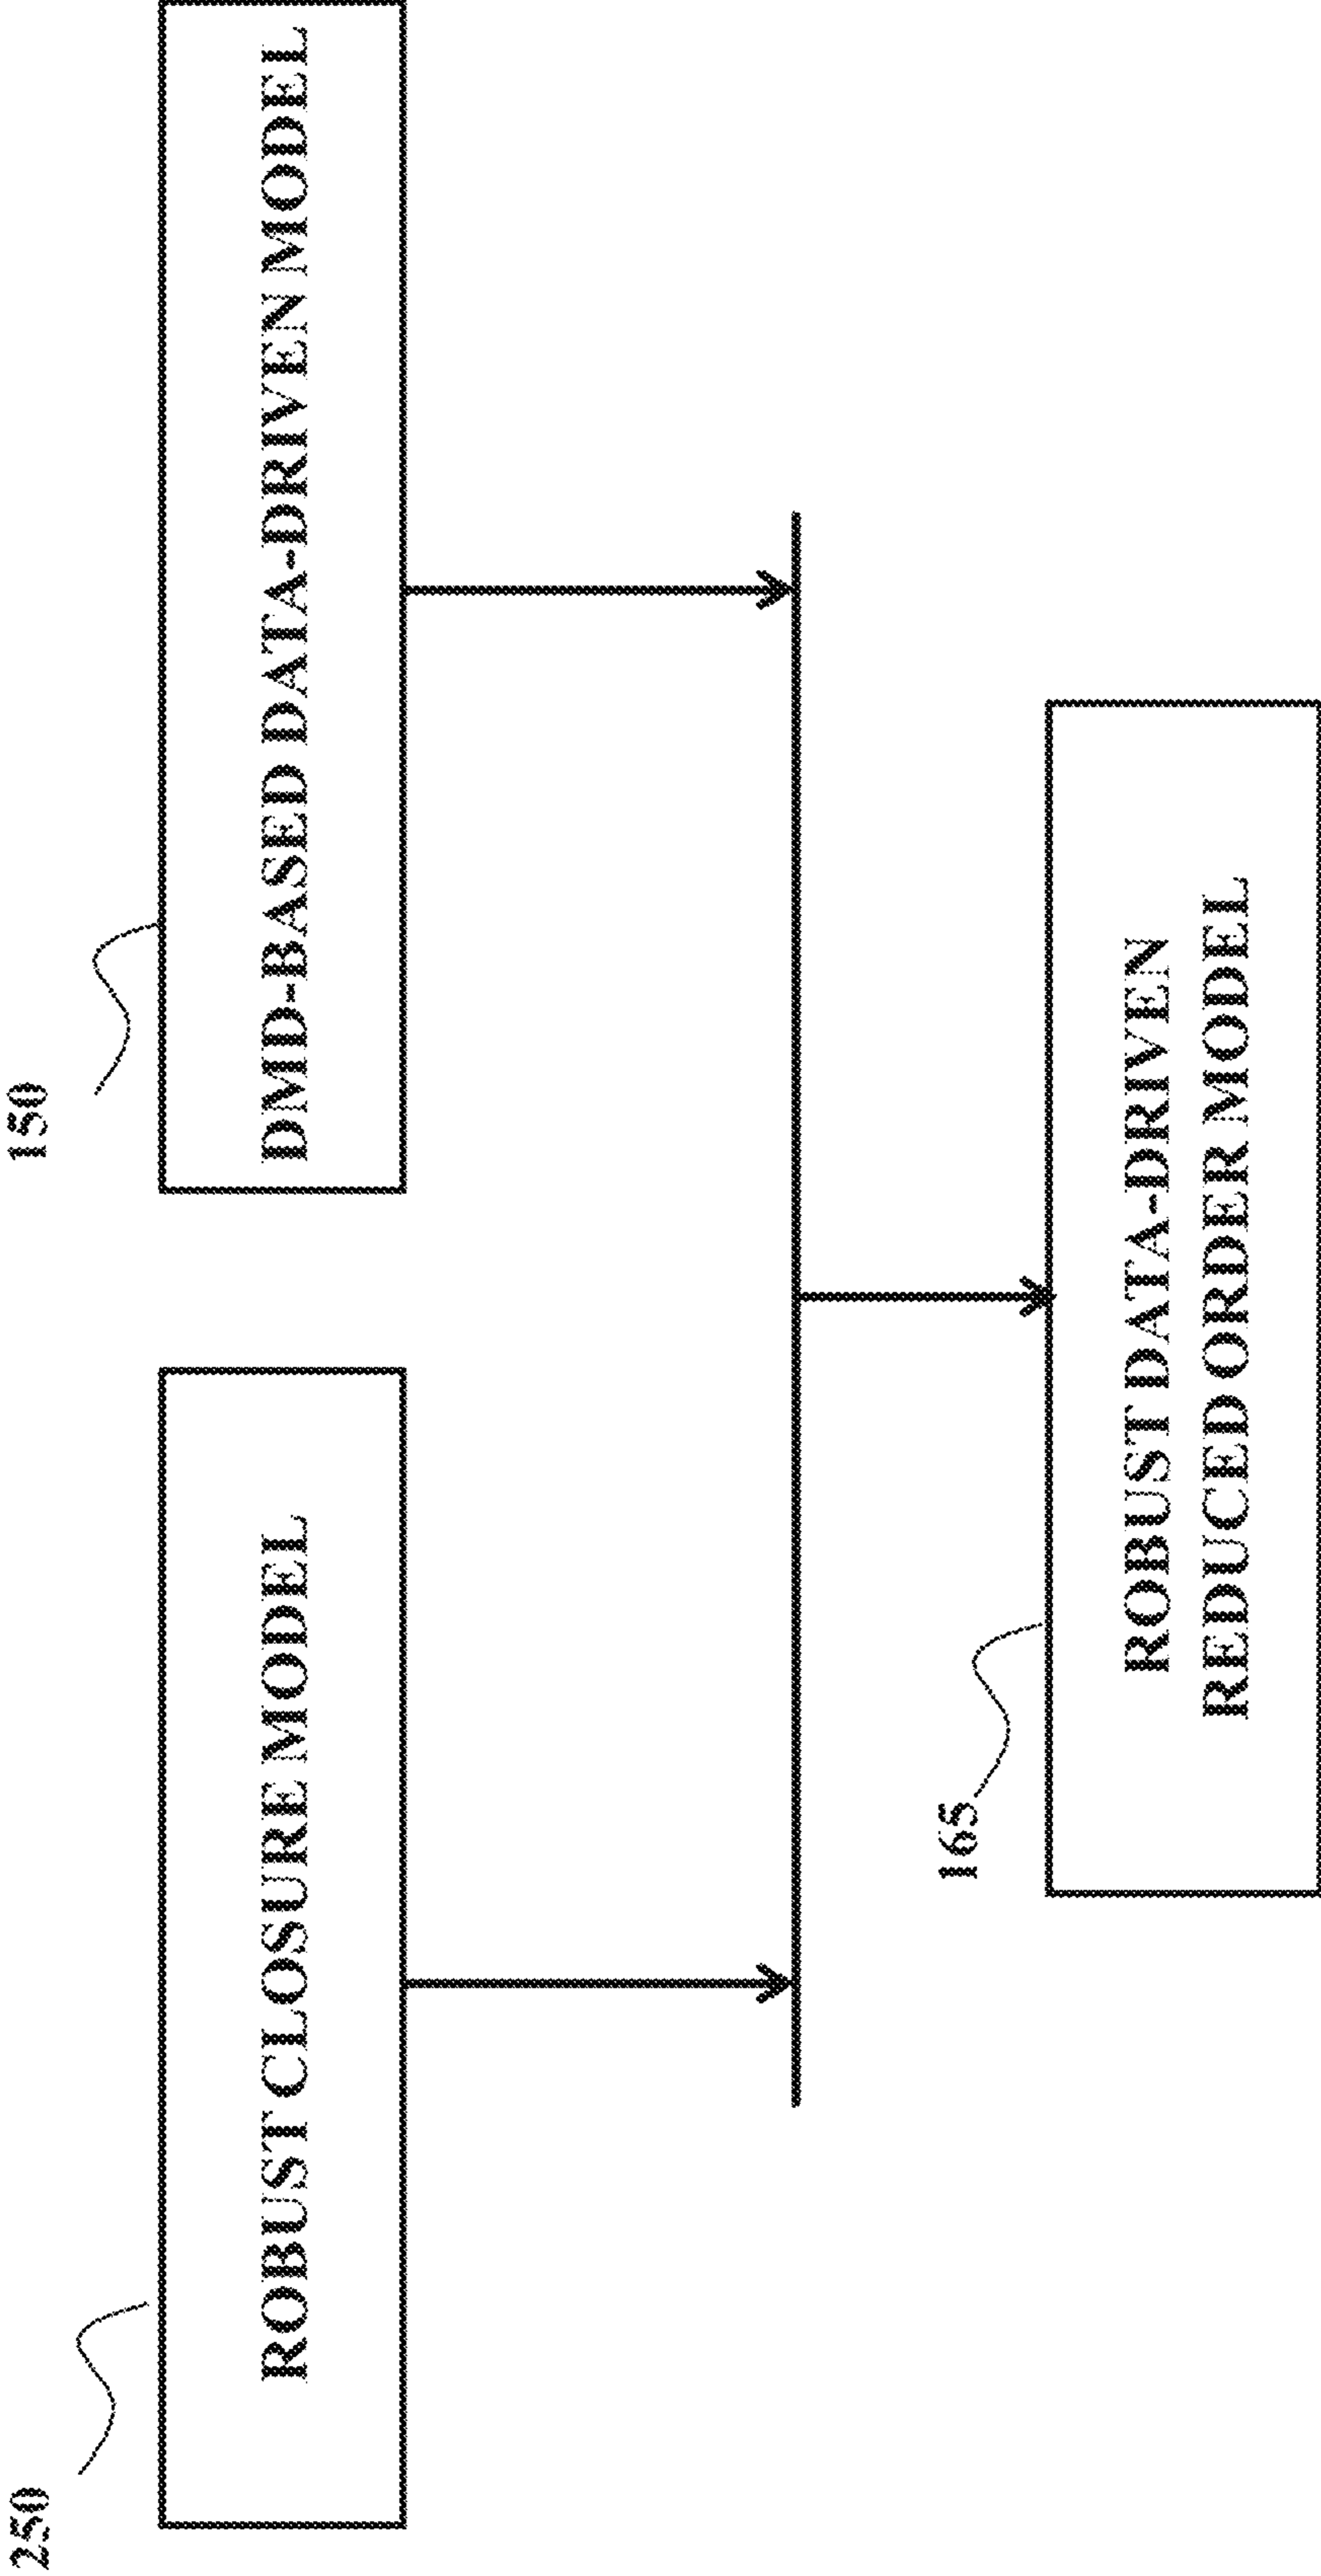 250
ROBUST CLOSURE MODEL
150
DMD-BASED DATA-DRIVEN MODEL
165
ROBUST DATA-DRIVEN
REDUCED ORDER MODEL